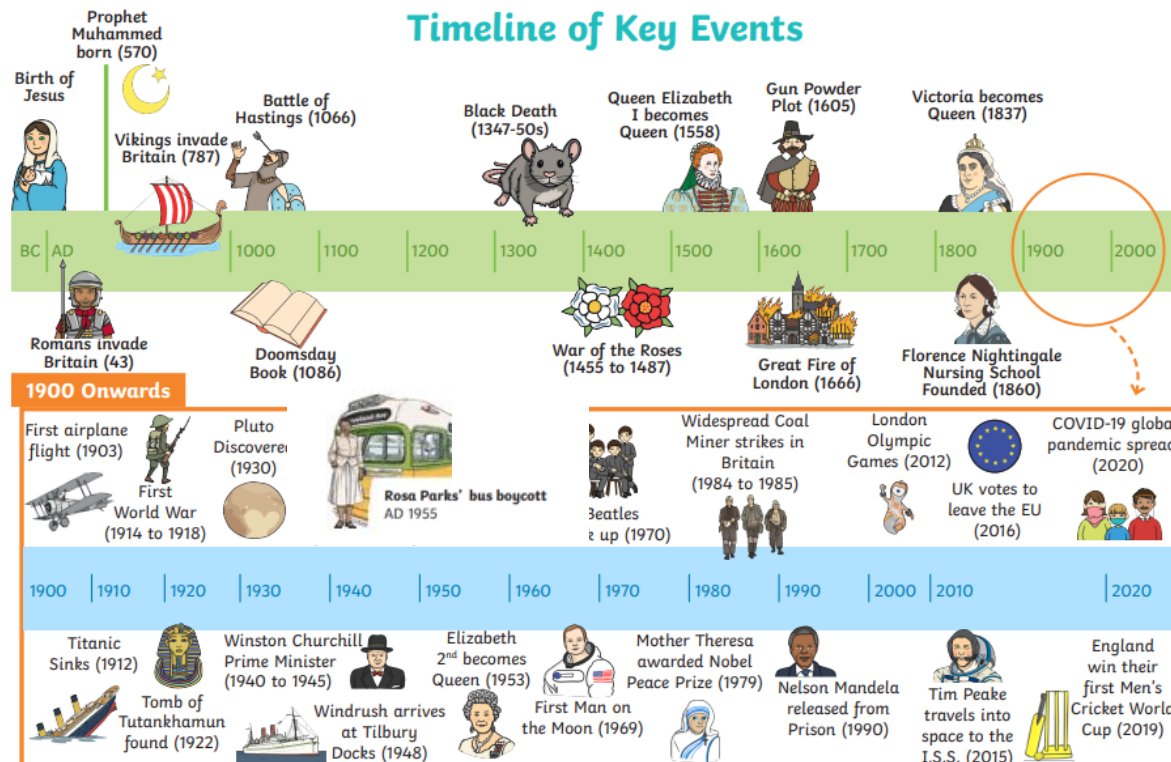 Timeline of Key Events
Prophet
Muhammed
born (570)
Birth of
Jesus
Vikings invade
Britain (787)
Battle of
Hastings (1066)
Black Death
(1347-50s)
Queen Elizabeth
I becomes
Queen (1558)
Gun Powder
Plot (1605)
Victoria becomes
Queen (1837)
BC AD 1000 1100 1200 1300 1400 1500 1600 1700 1800 1900 2000
Romans invade
Britain (43)
Doomsday
Book (1086)
War of the Roses
(1455 to 1487)
Great Fire of
London (1666)
Florence Nightingale
Nursing School
Founded (1860)
1900 Onwards
First airplane
flight (1903)
First
World War
(1914 to 1918)
Pluto
Discovered
(1930)
Rosa Parks' bus boycott
AD 1955
Beatles
k up (1970)
Widespread Coal
Miner strikes in
Britain
(1984 to 1985)
London
Olympic
Games (2012)
UK votes to
leave the EU
(2016)
COVID-19 global
pandemic spread
(2020)
1900 1910 1920 1930 1940 1950 1960 1970 1980 1990 2000 2010 2020
Titanic
Sinks (1912)
Tomb of
Tutankhamun
found (1922)
Winston Churchill
Prime Minister
(1940 to 1945)
Windrush arrives
at Tilbury
Docks (1948)
Elizabeth
2nd becomes
Queen (1953)
First Man on
the Moon (1969)
Mother Theresa
awarded Nobel
Peace Prize (1979)
Nelson Mandela
released from
Prison (1990)
Tim Peake
travels into
space to the
I.S.S. (2015)
England
win their
first Men's
Cricket World
Cup (2019)